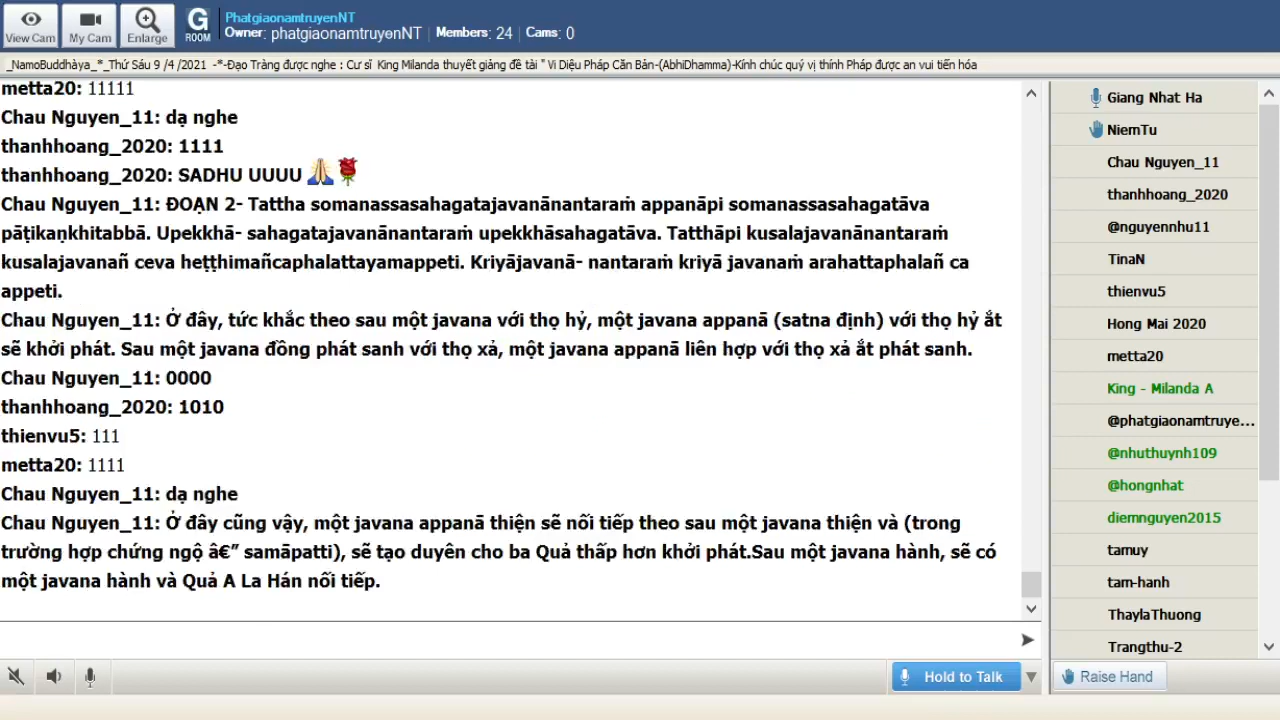 View Cam
My Cam
Enlarge
G
ROOM
PhatgiaonamtruyenNT
Owner: phatgiaonamtruyenNT | Members: 24 | Cams: 0
_NamoBuddhàya_*_Thứ Sáu 9 /4 /2021 -*-Đạo Tràng được nghe : Cư sĩ King Milanda thuyết giảng đề tài " Vi Diệu Pháp Căn Bản-(AbhiDhamma)-Kính chúc quý vị thính Pháp được an vui tiến hóa
metta20: 11111
Chau Nguyen_11: dạ nghe
thanhhoang_2020: 1111
thanhhoang_2020: SADHU UUUU
Chau Nguyen_11: ĐOẠN 2- Tattha somanassasahagatajavanānantaraṁ appanāpi somanassasahagatāva
pāṭikaṇkhitabbā. Upekkhā- sahagatajavanānantaraṁ upekkhāsahagatāva. Tatthāpi kusalajavanānantaraṁ
kusalajavanañ ceva heṭṭhimañcaphalattayamappeti. Kriyājavanā- nantaraṁ kriyā javanaṁ arahattaphalañ ca
appeti.
Chau Nguyen_11: Ở đây, tức khắc theo sau một javana với thọ hỷ, một javana appanā (satna định) với thọ hỷ ắt
sẽ khởi phát. Sau một javana đồng phát sanh với thọ xả, một javana appanā liên hợp với thọ xả ắt phát sanh.
Chau Nguyen_11: 0000
thanhhoang_2020: 1010
thienvu5: 111
metta20: 1111
Chau Nguyen_11: dạ nghe
Chau Nguyen_11: Ở đây cũng vậy, một javana appanā thiện sẽ nối tiếp theo sau một javana thiện và (trong
trường hợp chứng ngộ â€” samāpatti), sẽ tạo duyên cho ba Quả thấp hơn khởi phát.Sau một javana hành, sẽ có
một javana hành và Quả A La Hán nối tiếp.
Giang Nhat Ha
NiemTu
Chau Nguyen_11
thanhhoang_2020
@nguyennhu11
TinaN
thienvu5
Hong Mai 2020
metta20
King - Milanda A
@phatgiaonamtruye...
@nhuthuynh109
@hongnhat
diemnguyen2015
tamuy
tam-hanh
ThaylaThuong
Trangthu-2
Hold to Talk
Raise Hand